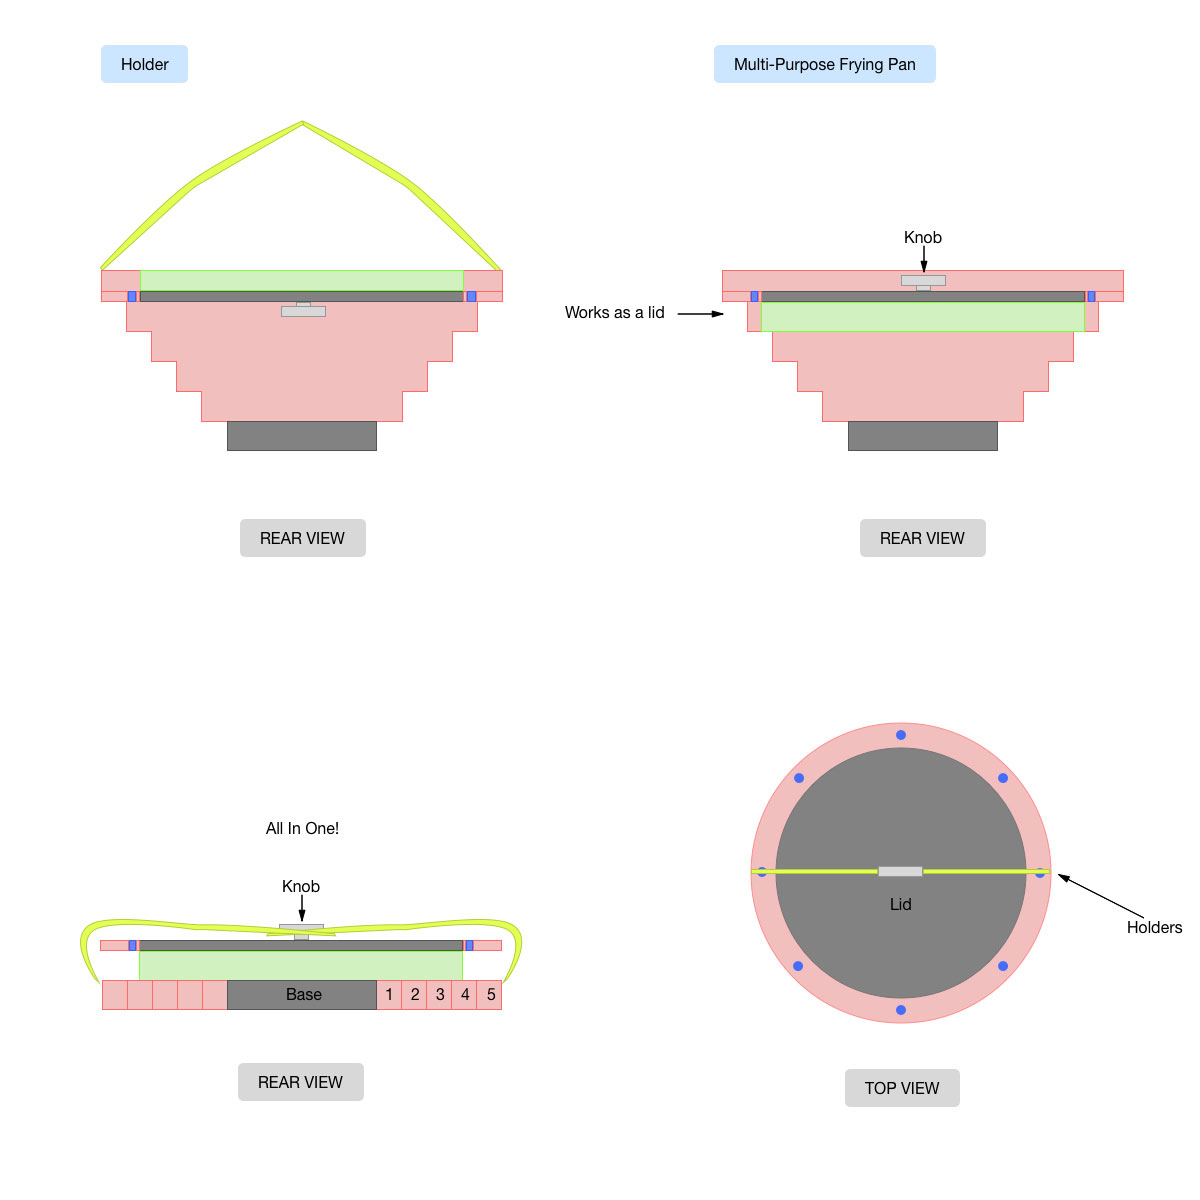 Holder
Multi-Purpose Frying Pan
Knob
Works as a lid
REAR VIEW
REAR VIEW
All In One!
Knob
Base
1 2 3 4 5
REAR VIEW
Lid
Holders
TOP VIEW